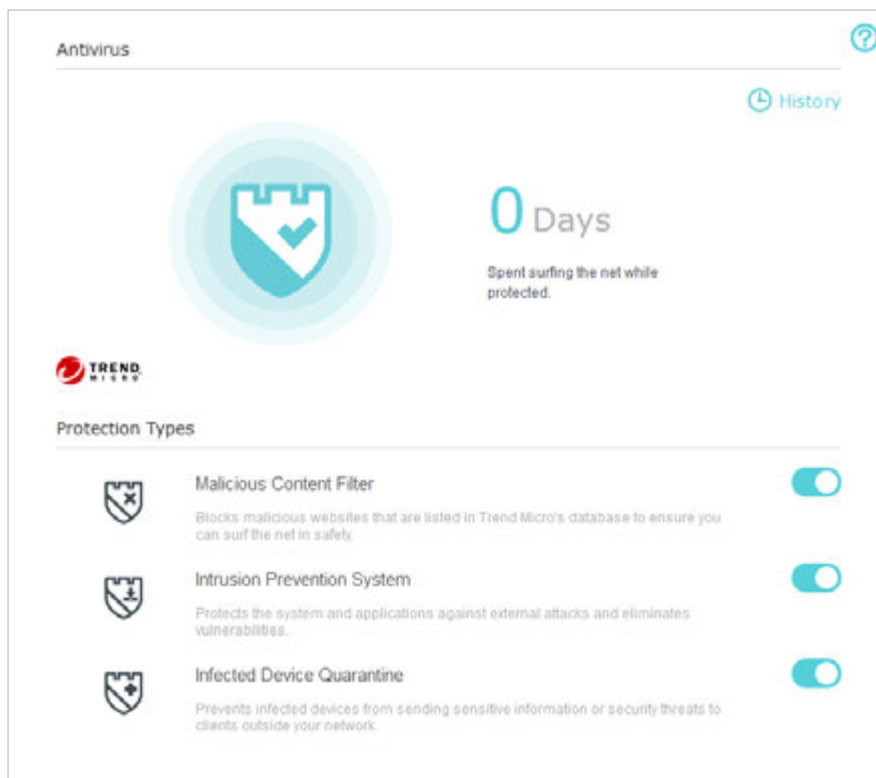 Antivirus
?
History
0 Days
Spent surfing the net while
protected.
TREND
MICRO
Protection Types
Malicious Content Filter
Blocks malicious websites that are listed in Trend Micro's database to ensure you
can surf the net in safety.
Intrusion Prevention System
Protects the system and applications against external attacks and eliminates
vulnerabilities.
Infected Device Quarantine
Prevents infected devices from sending sensitive information or security threats to
clients outside your network.